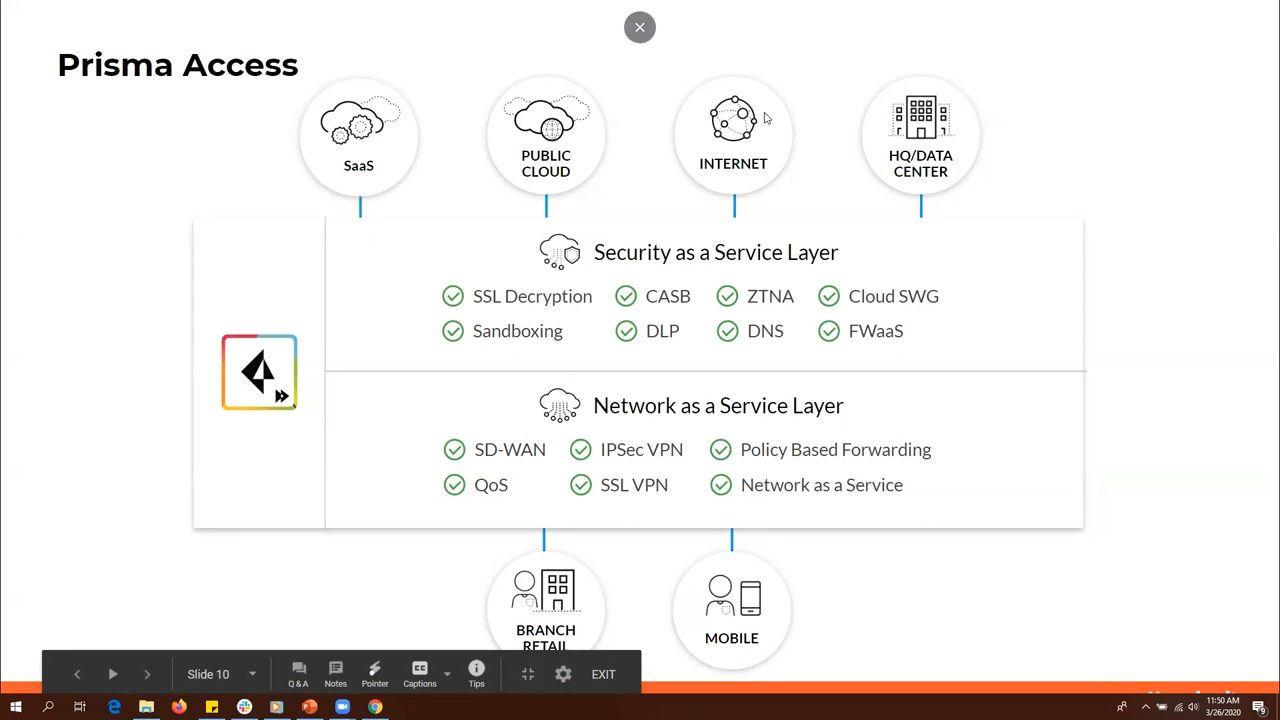 Prisma Access
SaaS
PUBLIC
CLOUD
INTERNET
HQ/DATA
CENTER
Security as a Service Layer
SSL Decryption
CASB
ZTNA
Cloud SWG
Sandboxing
DLP
DNS
FWaaS
Network as a Service Layer
SD-WAN
IPSec VPN
Policy Based Forwarding
QoS
SSL VPN
Network as a Service
BRANCH
RETAIL
MOBILE
Slide 10
Q & A
Notes
Pointer
Captions
Tips
EXIT
11:50 AM
3/26/2020